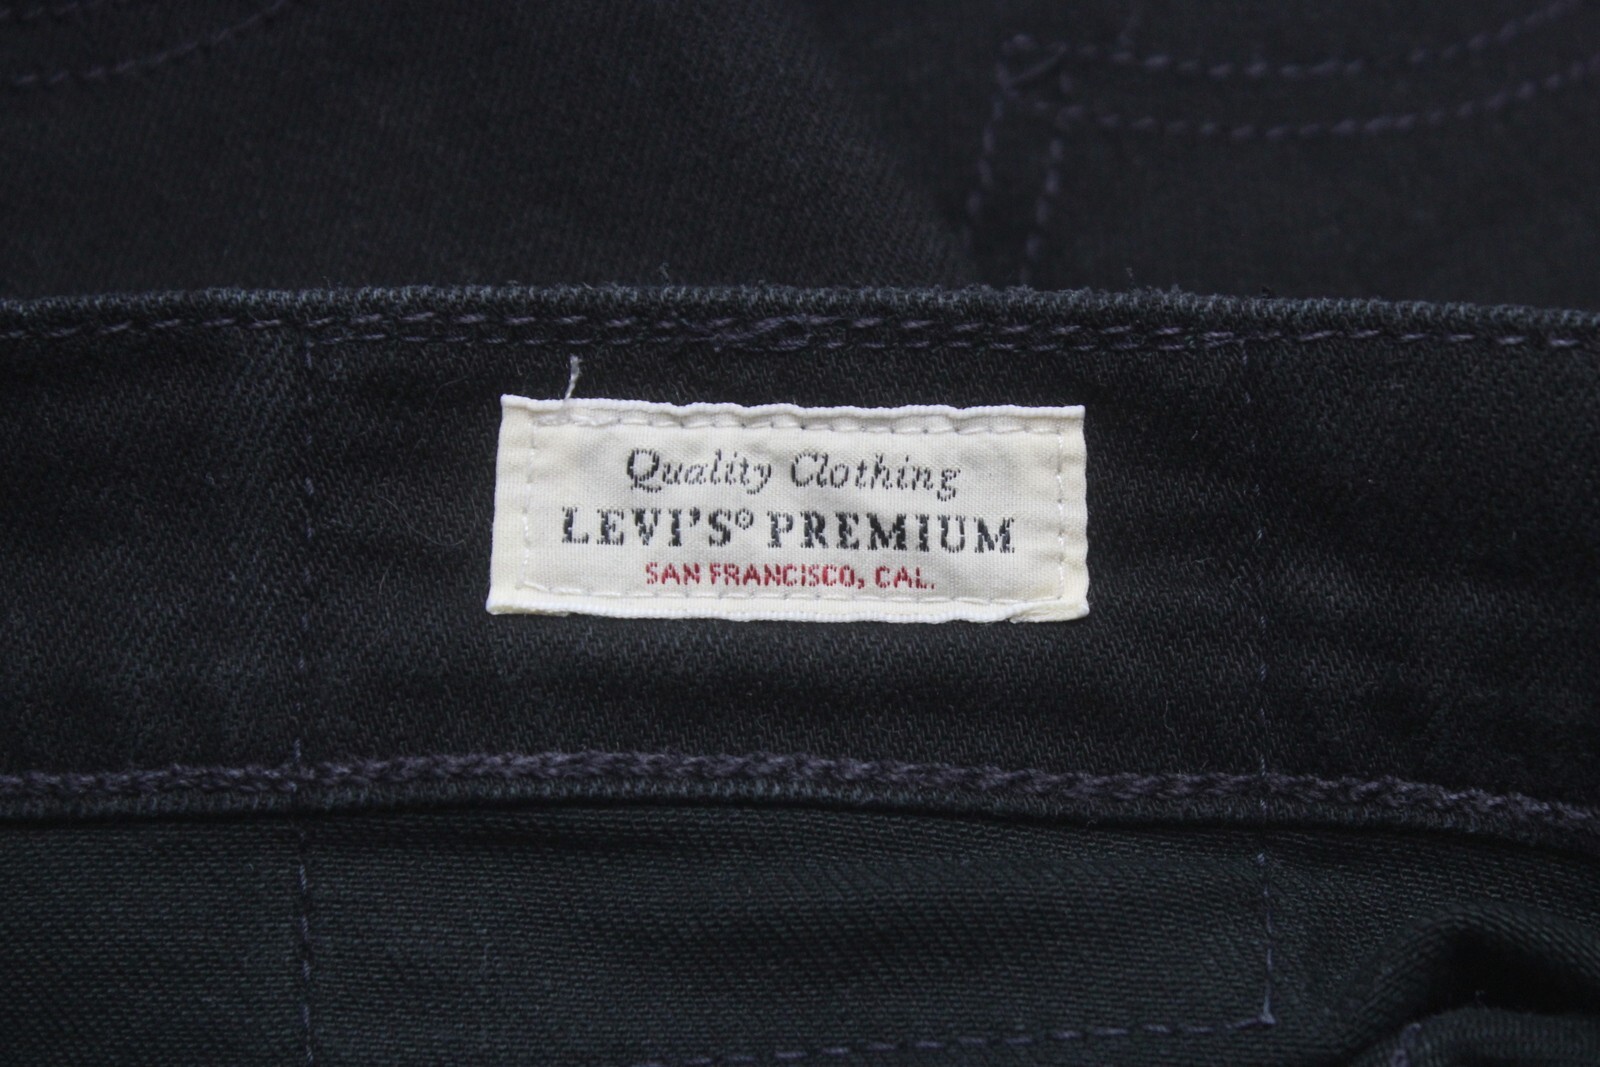 Quality Clothing
LEVI'S® PREMIUM
SAN FRANCISCO, CAL.